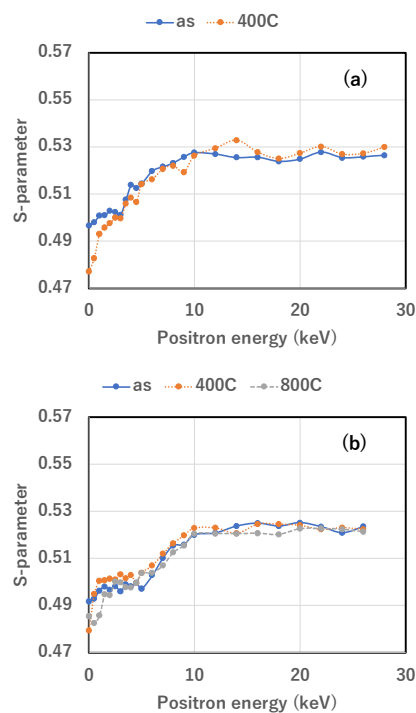 as 400C
0.57
(a)
0.55
0.53
0.51
0.49
0.47
S-parameter
0 10 20 30
Positron energy (keV)
as 400C 800C
0.57
(b)
0.55
0.53
0.51
0.49
0.47
S-parameter
0 10 20 30
Positron energy (keV)